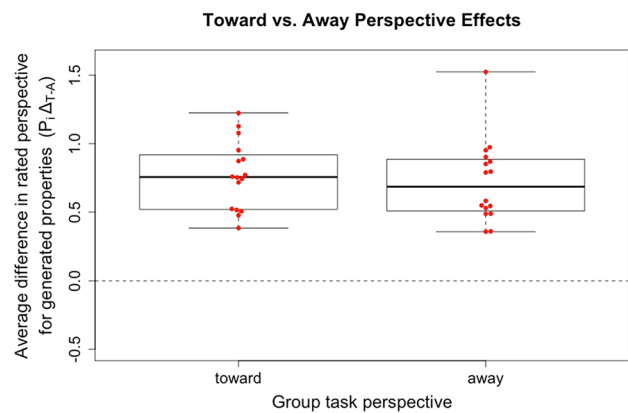 Toward vs. Away Perspective Effects
Average difference in rated perspective
for generated properties (PᵢΔT-A)
1.5
1.0
0.5
0.0
-0.5
toward
away
Group task perspective